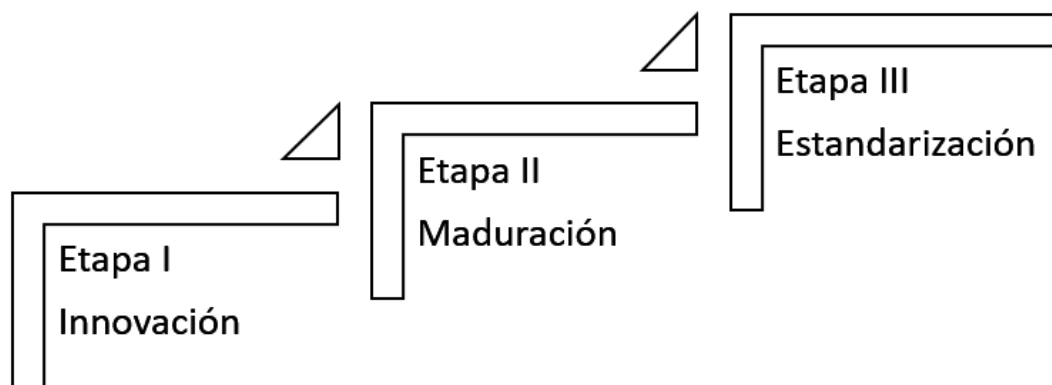 Etapa I
Innovación
Etapa II
Maduración
Etapa III
Estandarización